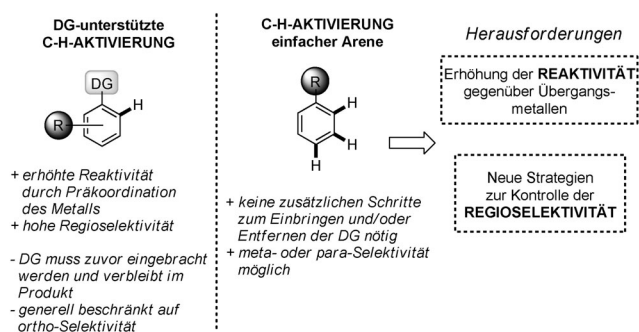 DG-unterstützte
C-H-AKTIVIERUNG
DG
H
R
+ erhöhte Reaktivität
durch Präkoordination
des Metalls
+ hohe Regioselektivität
- DG muss zuvor eingebracht
werden und verbleibt im
Produkt
- generell beschränkt auf
ortho-Selektivität
C-H-AKTIVIERUNG
einfacher Arene
R
H
H
H
+ keine zusätzlichen Schritte
zum Einbringen und/oder
Entfernen der DG nötig
+ meta- oder para-Selektivität
möglich
Herausforderungen
Erhöhung der REAKTIVITÄT
gegenüber Übergangs-
metallen
Neue Strategien
zur Kontrolle der
REGIOSELEKTIVITÄT